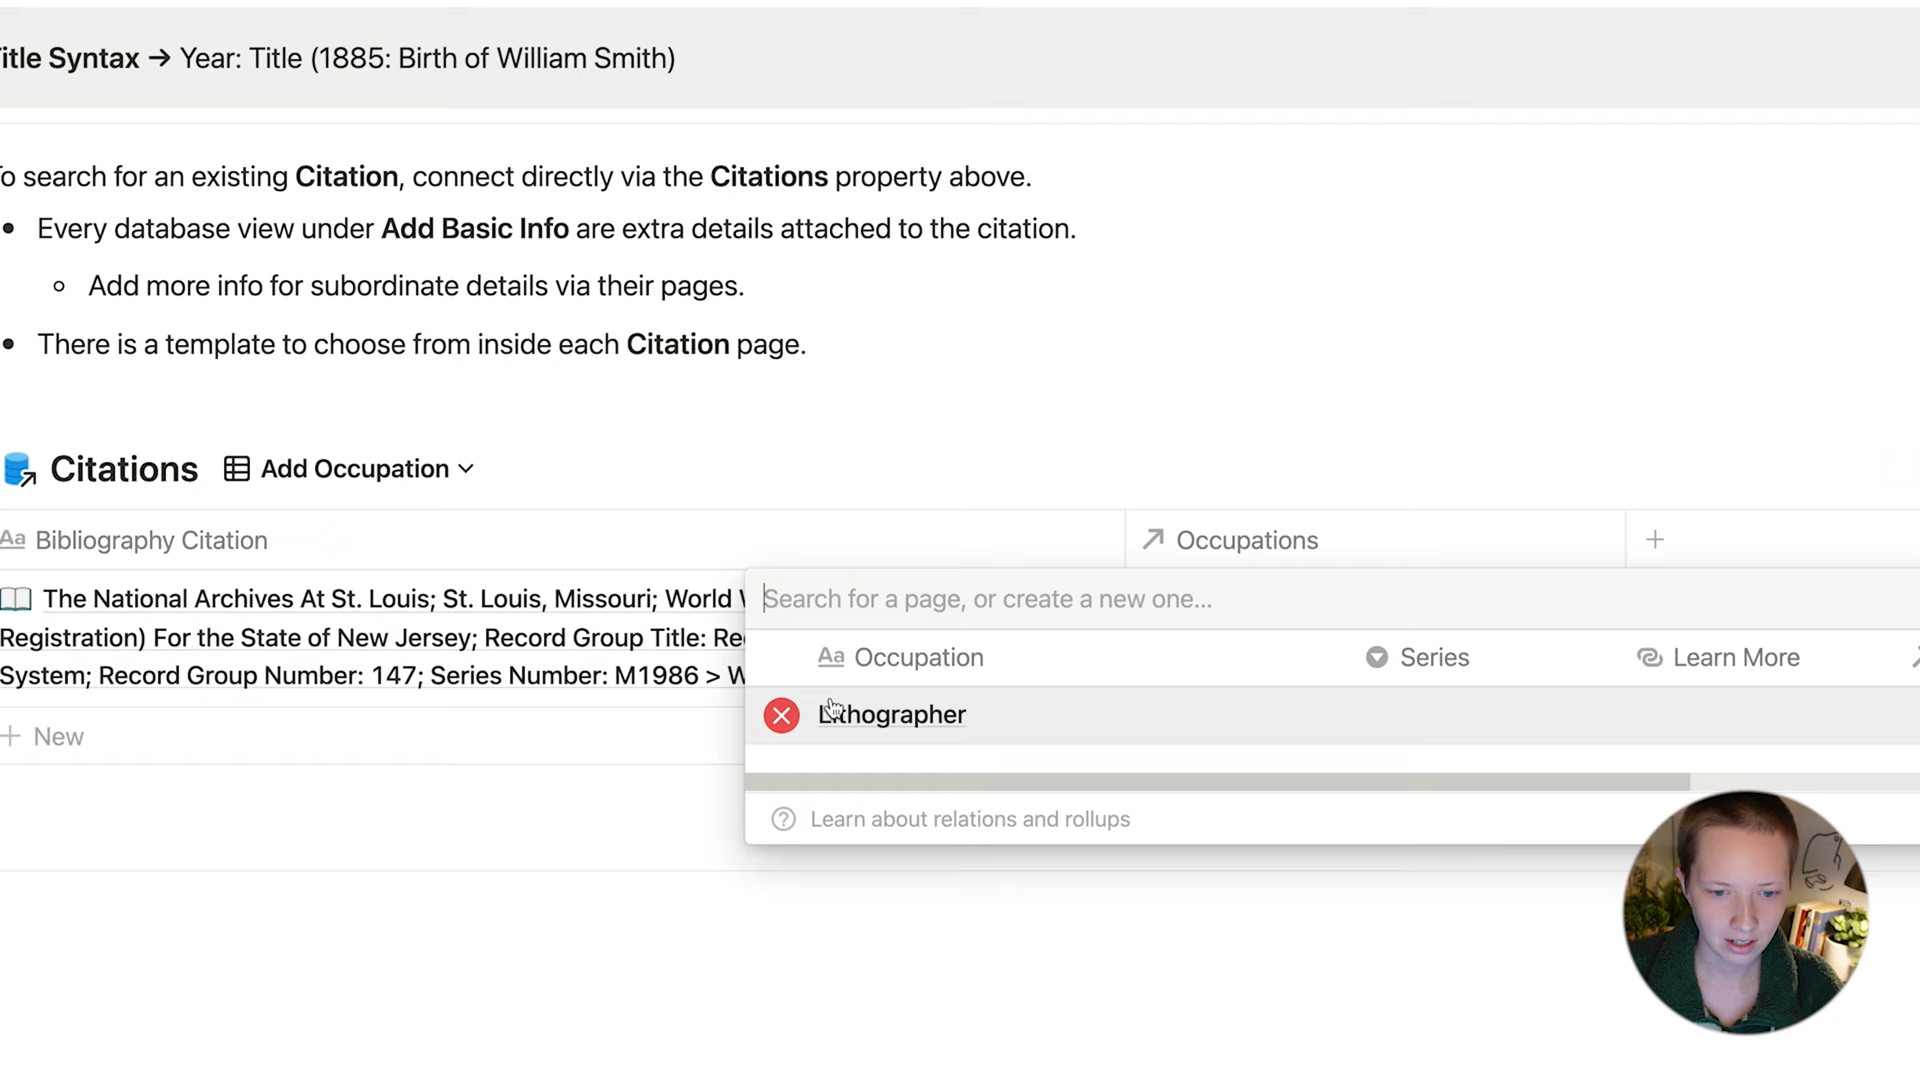 itle Syntax → Year: Title (1885: Birth of William Smith)
o search for an existing Citation, connect directly via the Citations property above.
• Every database view under Add Basic Info are extra details attached to the citation.
◦ Add more info for subordinate details via their pages.
• There is a template to choose from inside each Citation page.
Citations Add Occupation
Aa Bibliography Citation Occupations +
The National Archives At St. Louis; St. Louis, Missouri; World
Search for a page, or create a new one...
Registration) For the State of New Jersey; Record Group Title:
Aa Occupation Series Learn More
System; Record Group Number: 147; Series Number: M1986 >
Lithographer
+ New
Learn about relations and rollups